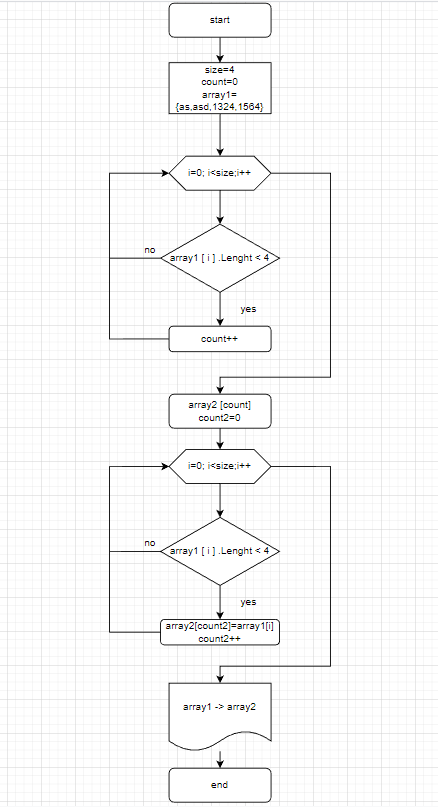 start
size=4
count=0
array1=
{as,asd,1324,1564}
i=0; i<size;i++
array1 [ i ] .Lenght < 4
no
yes
count++
array2 [count]
count2=0
i=0; i<size;i++
array1 [ i ] .Lenght < 4
no
yes
array2[count2]=array1[i]
count2++
array1 -> array2
end